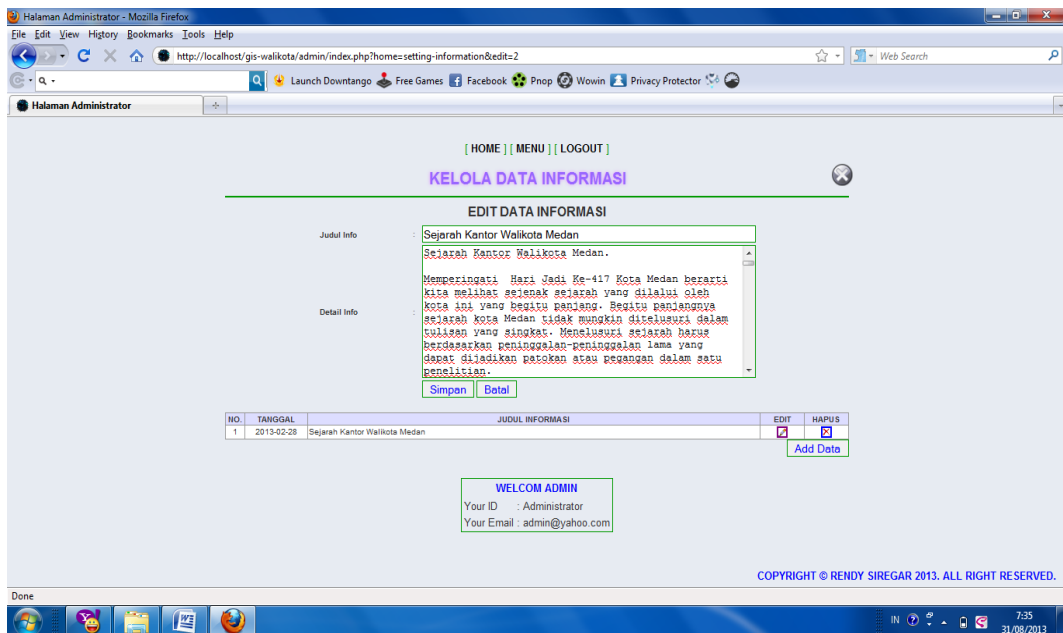 Halaman Administrator - Mozilla Firefox
File Edit View History Bookmarks Tools Help
http://localhost/gis-walikota/admin/index.php?home=setting-information&edit=2
Web Search
Launch Downtango Free Games Facebook Pnop Wowin Privacy Protector
Halaman Administrator
[ HOME ] [ MENU ] [ LOGOUT ]
KELOLA DATA INFORMASI
EDIT DATA INFORMASI
Judul Info : Sejarah Kantor Walikota Medan
Detail Info :
Sejarah Kantor Walikota Medan.
Memperingati Hari Jadi Ke-417 Kota Medan berarti
kita melihat sejenak sejarah yang dilalui oleh
kota ini yang begitu panjang. Begitu panjangnya
sejarah kota Medan tidak mungkin ditelusuri dalam
tulisan yang singkat. Menelusuri sejarah harus
berdasarkan peninggalan-peninggalan lama yang
dapat dijadikan patokan atau pegangan dalam satu
penelitian.
Simpan Batal
NO. TANGGAL JUDUL INFORMASI EDIT HAPUS
1 2013-02-28 Sejarah Kantor Walikota Medan
Add Data
WELCOM ADMIN
Your ID : Administrator
Your Email : admin@yahoo.com
COPYRIGHT © RENDY SIREGAR 2013. ALL RIGHT RESERVED.
Done
IN 7:35
31/08/2013